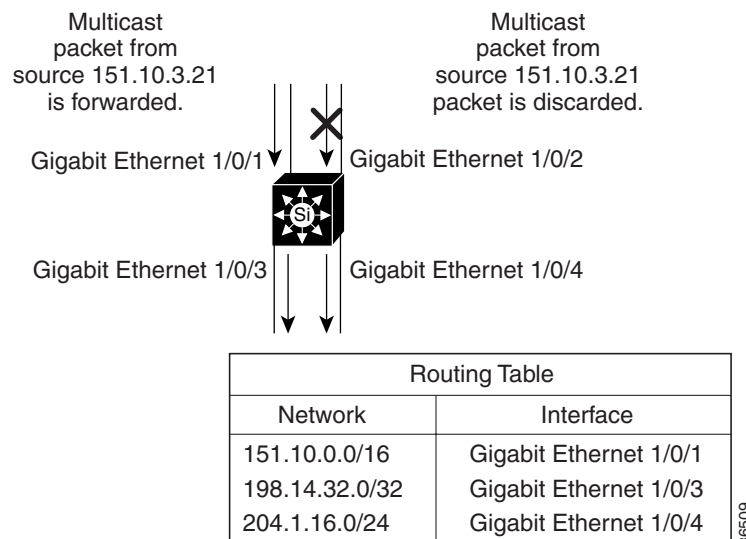 Multicast
packet from
source 151.10.3.21
is forwarded.
Multicast
packet from
source 151.10.3.21
packet is discarded.
Gigabit Ethernet 1/0/1
Gigabit Ethernet 1/0/2
Si
Gigabit Ethernet 1/0/3
Gigabit Ethernet 1/0/4
Routing Table
Network Interface
151.10.0.0/16 Gigabit Ethernet 1/0/1
198.14.32.0/32 Gigabit Ethernet 1/0/3
204.1.16.0/24 Gigabit Ethernet 1/0/4